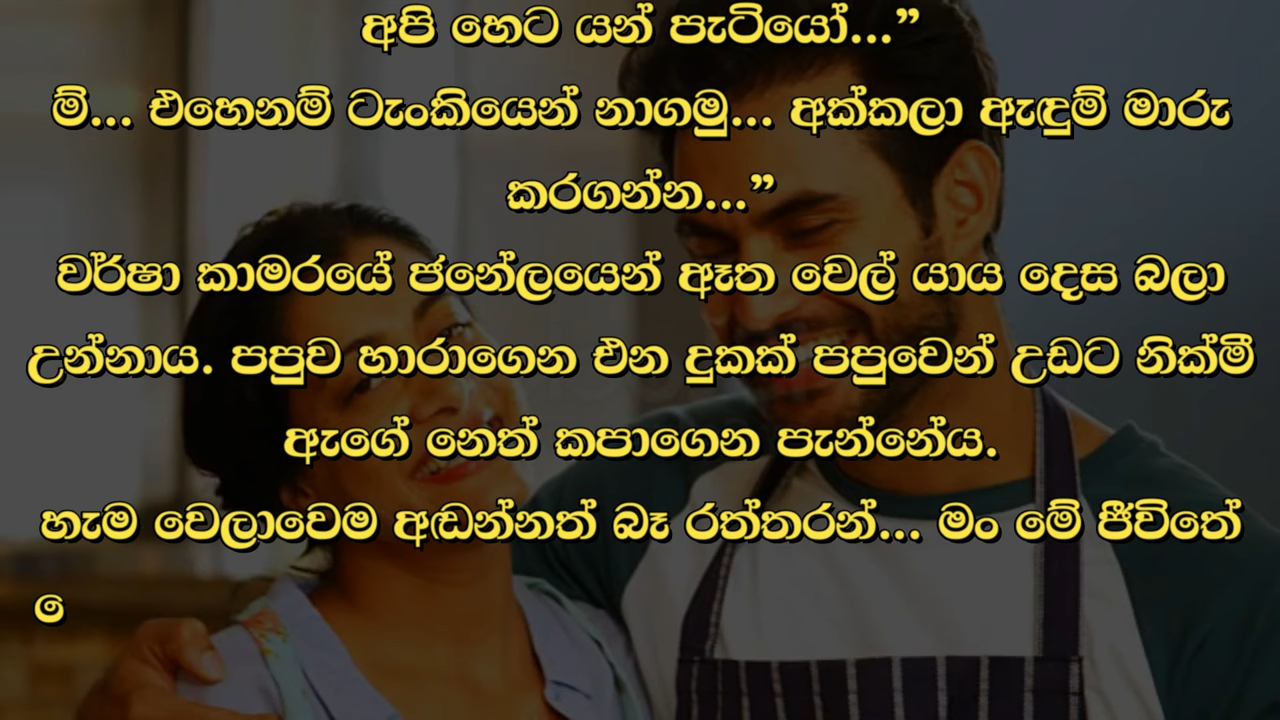 අපි හෙට යන් පැටියෝ...”
ම්... එහෙනම් ටැංකියෙන් නාගමු... අක්කලා ඇඳුම් මාරු
කරගන්න...”
වර්ෂා කාමරයේ ජනේලයෙන් ඈත වෙල් යාය දෙස බලා
උන්නාය. පපුව හාරාගෙන එන දුකක් පපුවෙන් උඩට නික්මී
ඇගේ නෙත් කපාගෙන පැන්නේය.
හැම වෙලාවෙම අඬන්නත් බෑ රත්තරන්... මං මේ ජීවිතේ
ෙ